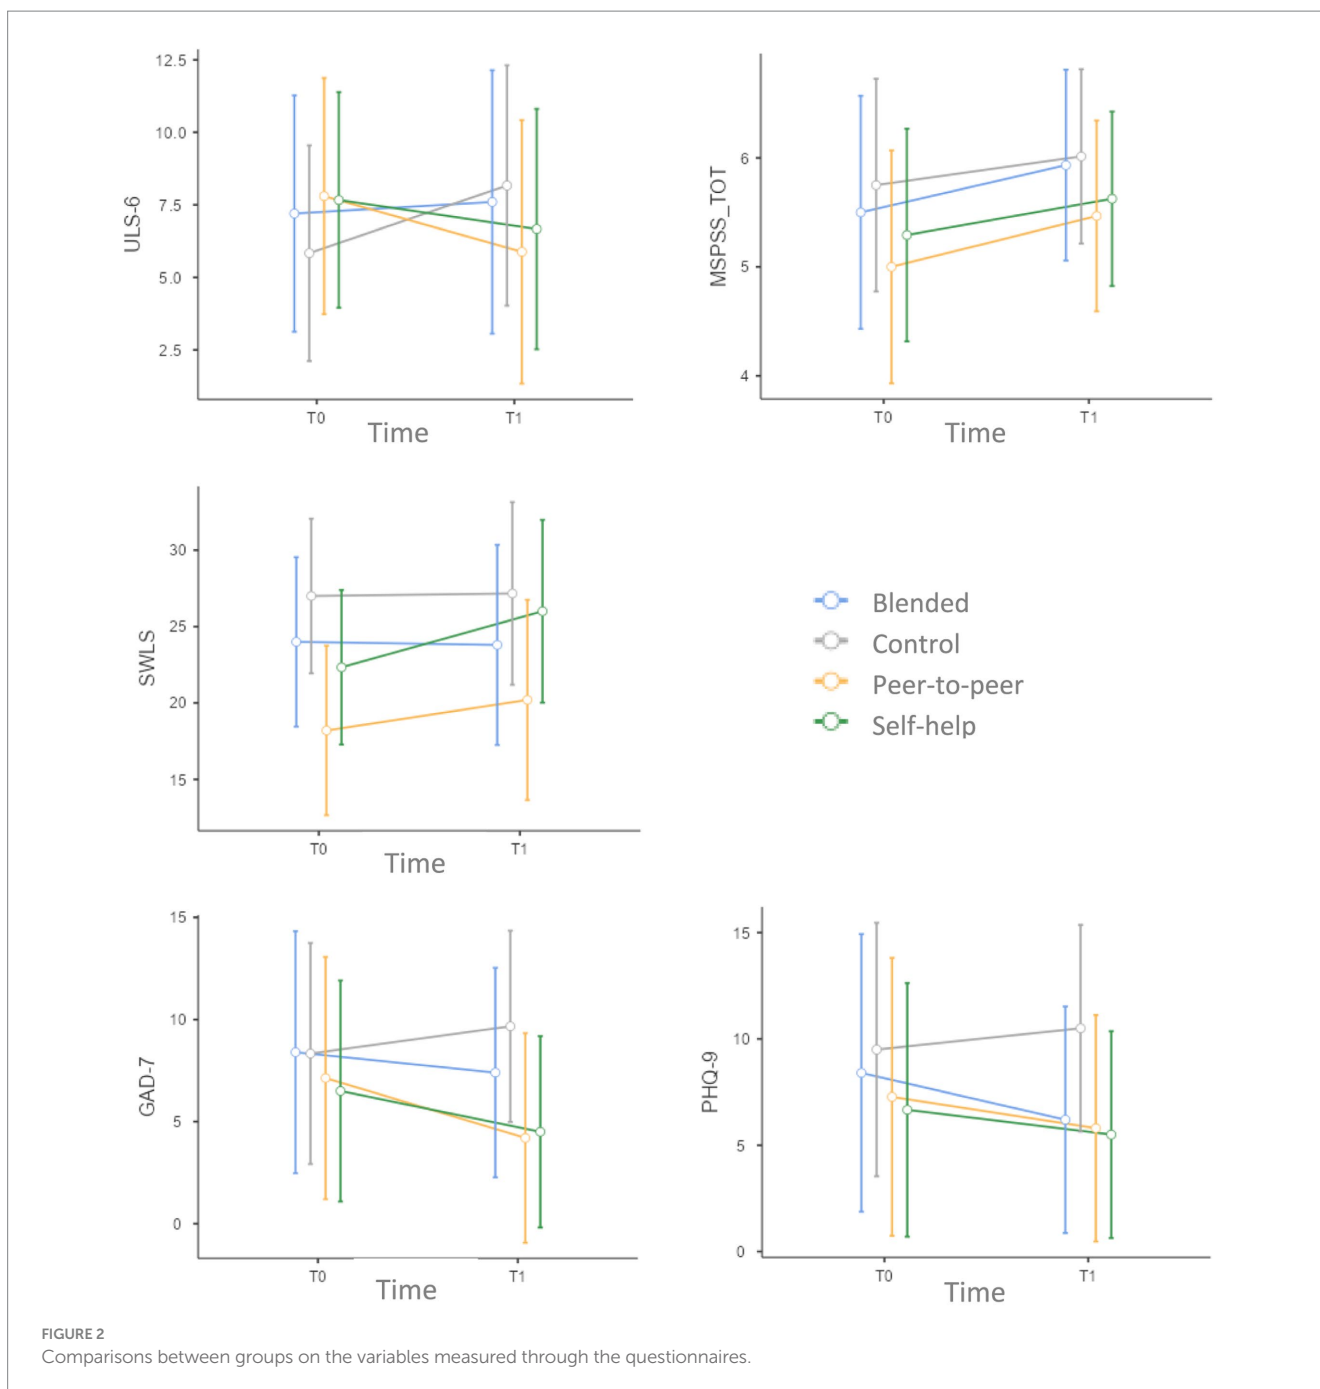 12.5
10.0
7.5
5.0
2.5
ULS-6
T0
T1
Time
6
5
4
MSPSS_TOT
T0
T1
Time
30
25
20
15
SWLS
T0
T1
Time
Blended
Control
Peer-to-peer
Self-help
15
10
5
0
GAD-7
T0
T1
Time
15
10
5
0
PHQ-9
T0
T1
Time
FIGURE 2
Comparisons between groups on the variables measured through the questionnaires.